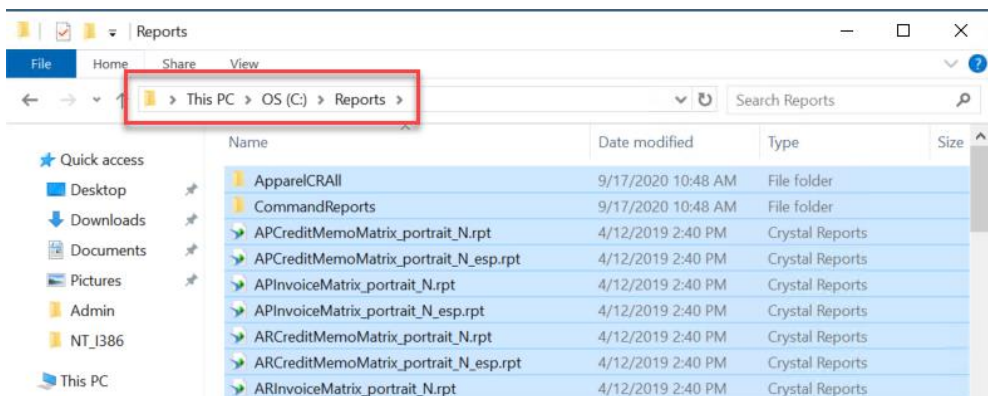 Reports
File Home Share View
This PC > OS (C:) > Reports >
Search Reports
Name Date modified Type Size
Quick access
Desktop
Downloads
Documents
Pictures
Admin
NT_I386
This PC
ApparelCRAll 9/17/2020 10:48 AM File folder
CommandReports 9/17/2020 10:48 AM File folder
APCreditMemoMatrix_portrait_N.rpt 4/12/2019 2:40 PM Crystal Reports
APCreditMemoMatrix_portrait_N_esp.rpt 4/12/2019 2:40 PM Crystal Reports
APInvoiceMatrix_portrait_N.rpt 4/12/2019 2:40 PM Crystal Reports
APInvoiceMatrix_portrait_N_esp.rpt 4/12/2019 2:40 PM Crystal Reports
ARCreditMemoMatrix_portrait_N.rpt 4/12/2019 2:40 PM Crystal Reports
ARCreditMemoMatrix_portrait_N_esp.rpt 4/12/2019 2:40 PM Crystal Reports
ARInvoiceMatrix_portrait_N.rpt 4/12/2019 2:40 PM Crystal Reports